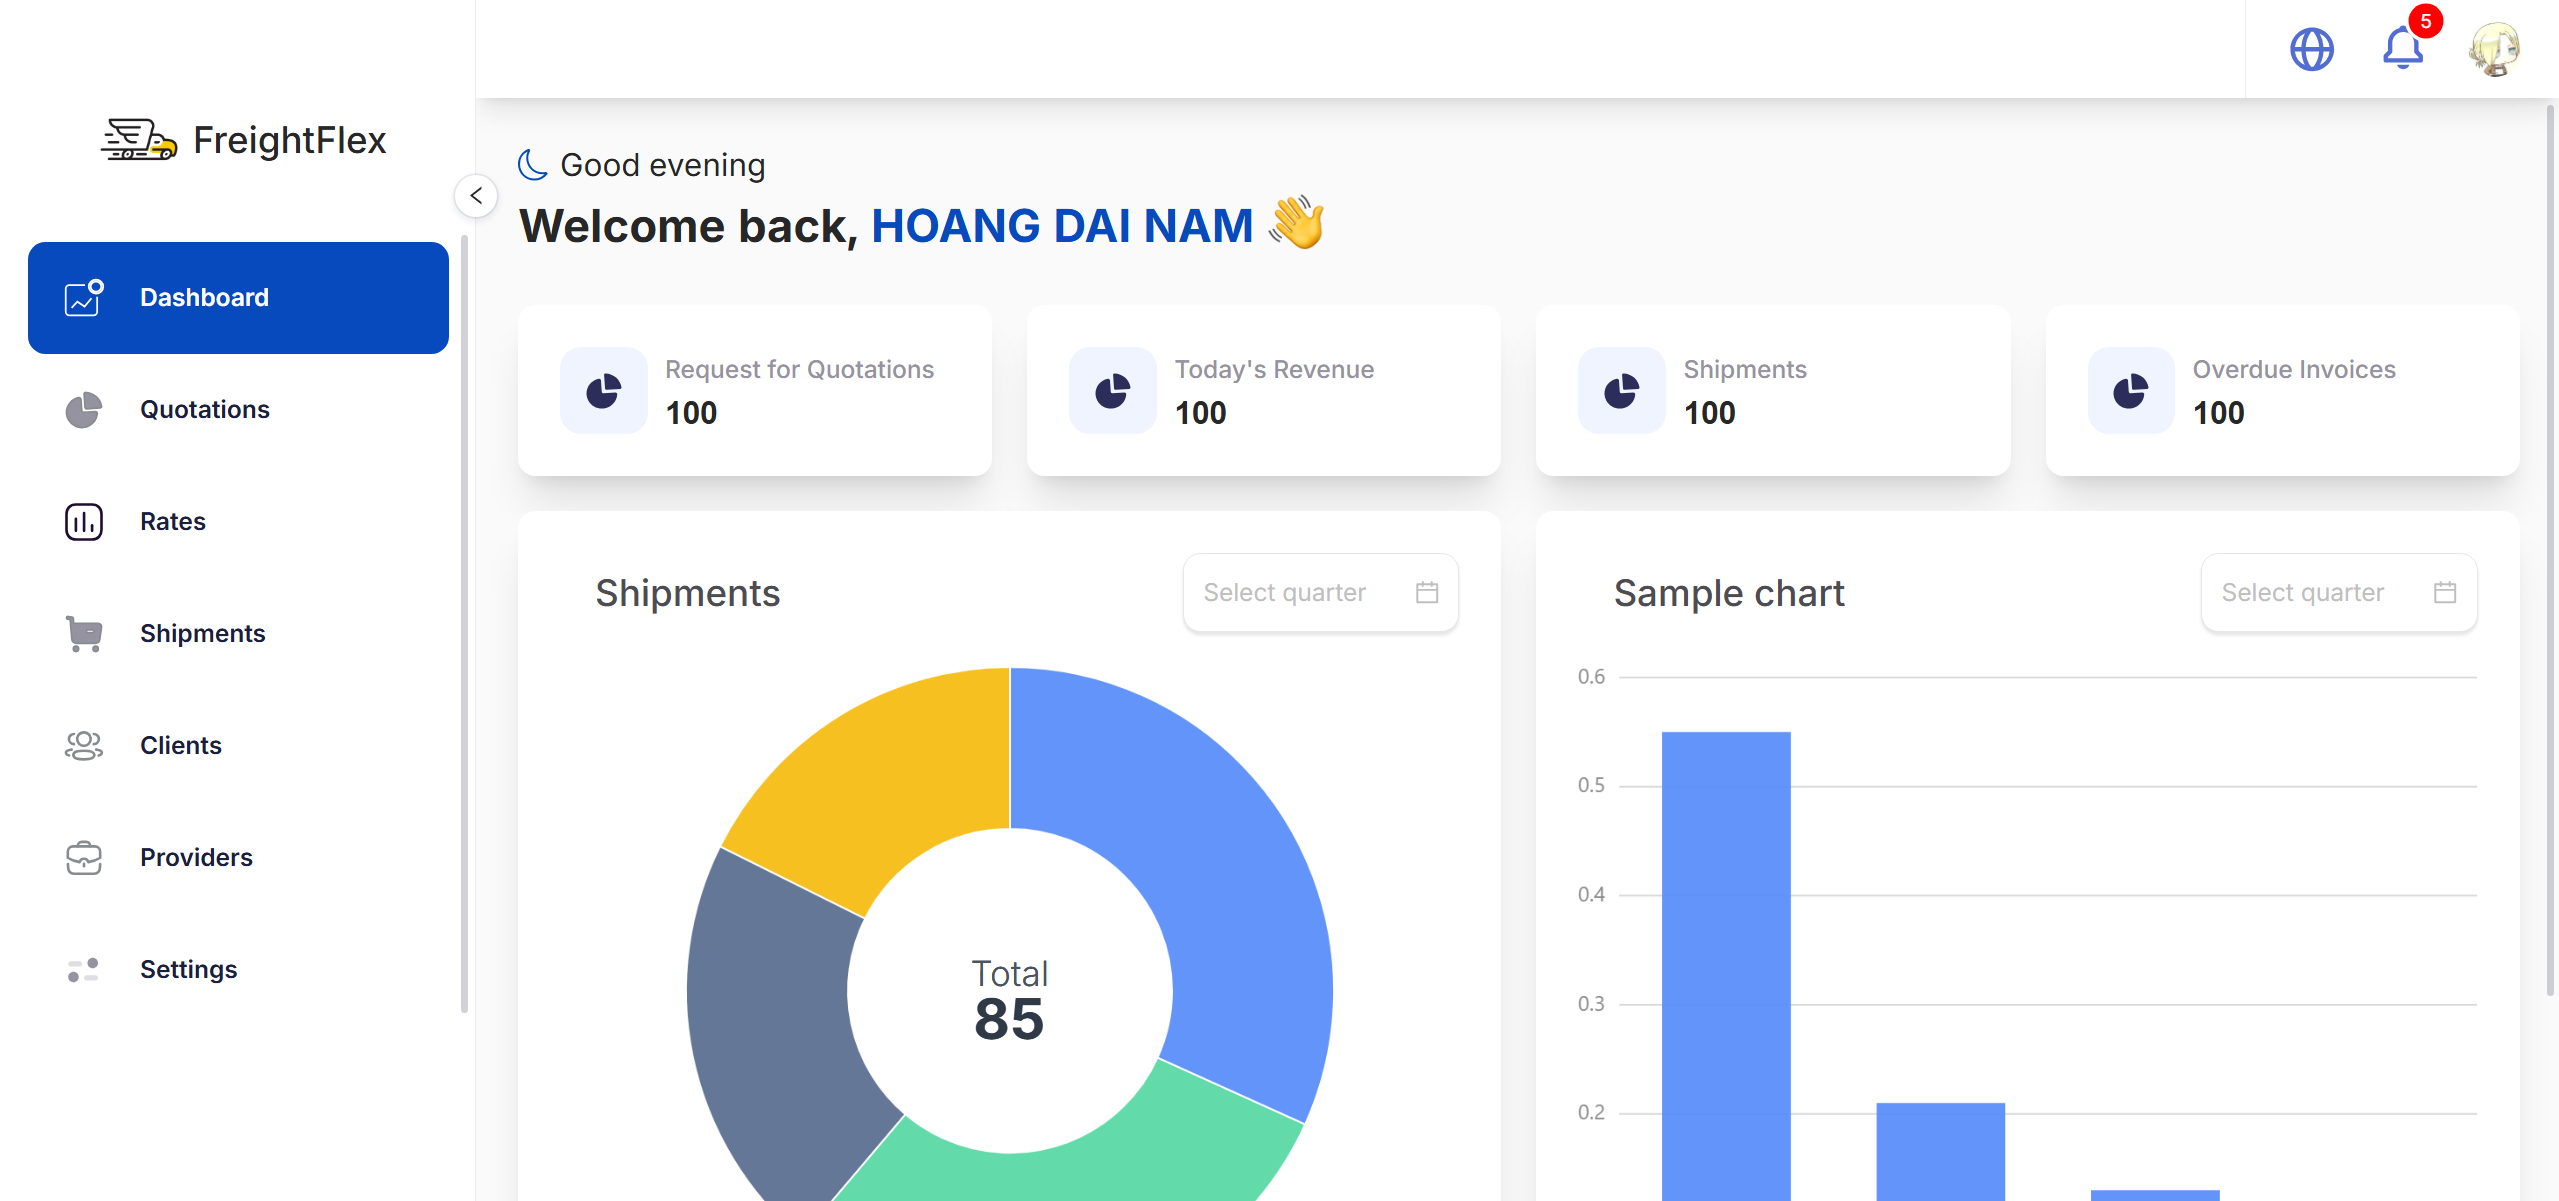 5
FreightFlex
Good evening
Welcome back, HOANG DAI NAM 👋
Dashboard
Quotations
Rates
Shipments
Clients
Providers
Settings
Request for Quotations
100
Today's Revenue
100
Shipments
100
Overdue Invoices
100
Shipments
Select quarter
Total
85
Sample chart
Select quarter
0.6
0.5
0.4
0.3
0.2